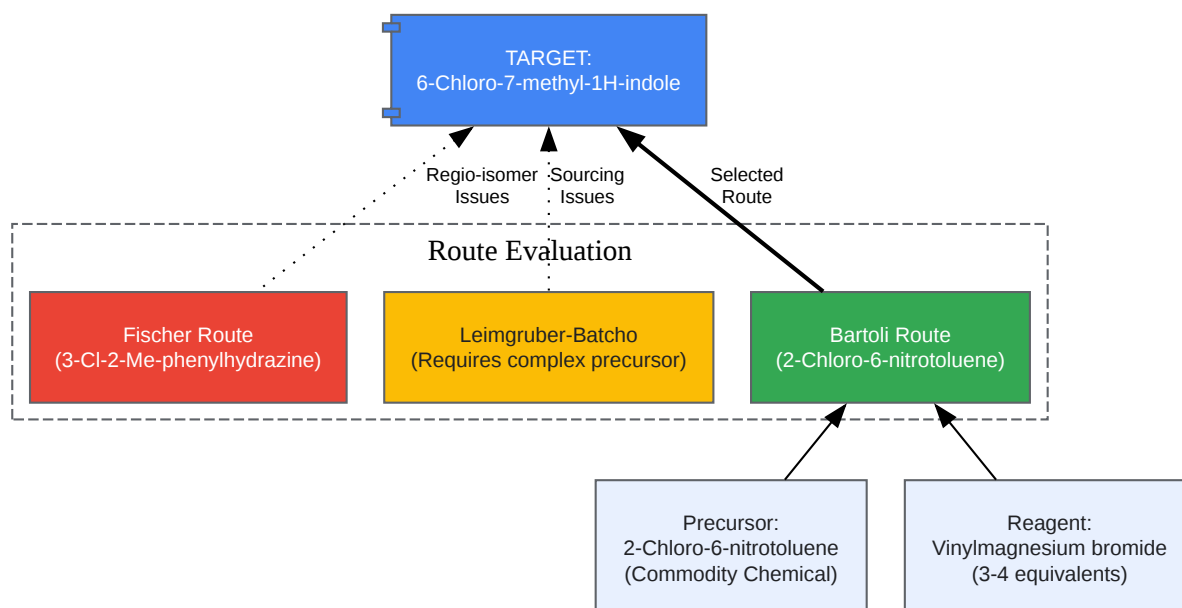 TARGET:
6-Chloro-7-methyl-1H-indole
Regio-isomer
Issues
Sourcing
Issues
Selected
Route
Route Evaluation
Fischer Route
(3-Cl-2-Me-phenylhydrazine)
Leimgruber-Batcho
(Requires complex precursor)
Bartoli Route
(2-Chloro-6-nitrotoluene)
Precursor:
2-Chloro-6-nitrotoluene
(Commodity Chemical)
Reagent:
Vinylmagnesium bromide
(3-4 equivalents)